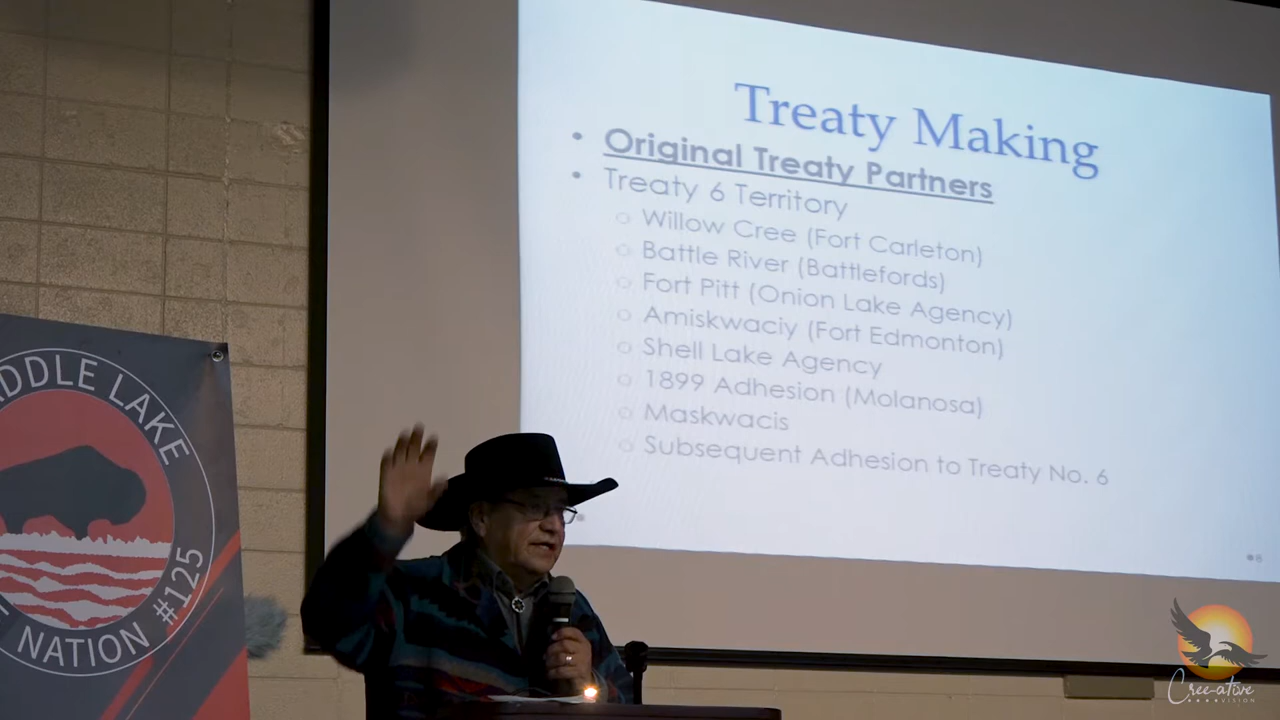 Treaty Making
• Original Treaty Partners
• Treaty 6 Territory
○ Willow Cree (Fort Carleton)
○ Battle River (Battlefords)
○ Fort Pitt (Onion Lake Agency)
○ Amiskwaciy (Fort Edmonton)
○ Shell Lake Agency
○ 1899 Adhesion (Molanosa)
○ Maskwacis
○ Subsequent Adhesion to Treaty No. 6
DDLE LAKE
NATION #125
Cree-ative
VISION